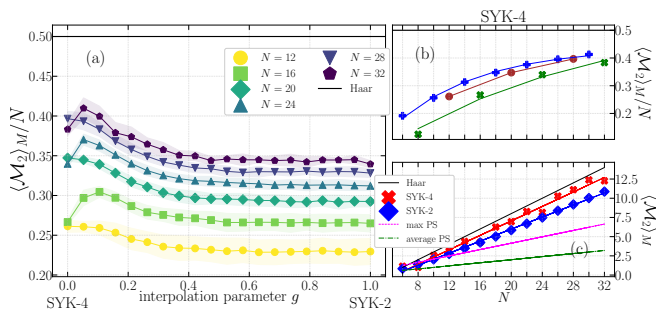 SYK-4
(a)
N = 12
N = 16
N = 20
N = 24
N = 28
N = 32
Haar
0.50
0.45
0.40
0.35
0.30
0.25
0.20
⟨M₂⟩_M/N
0.0 0.2 0.4 0.6 0.8 1.0
SYK-4 interpolation parameter g SYK-2
(b)
0.5
0.4
0.3
0.2
⟨M₂⟩_M/N
Haar
SYK-4
SYK-2
max PS
average PS
(c)
12.5
10.0
7.5
5.0
2.5
0.0
⟨M₂⟩_M
8 12 16 20 24 28 32
N